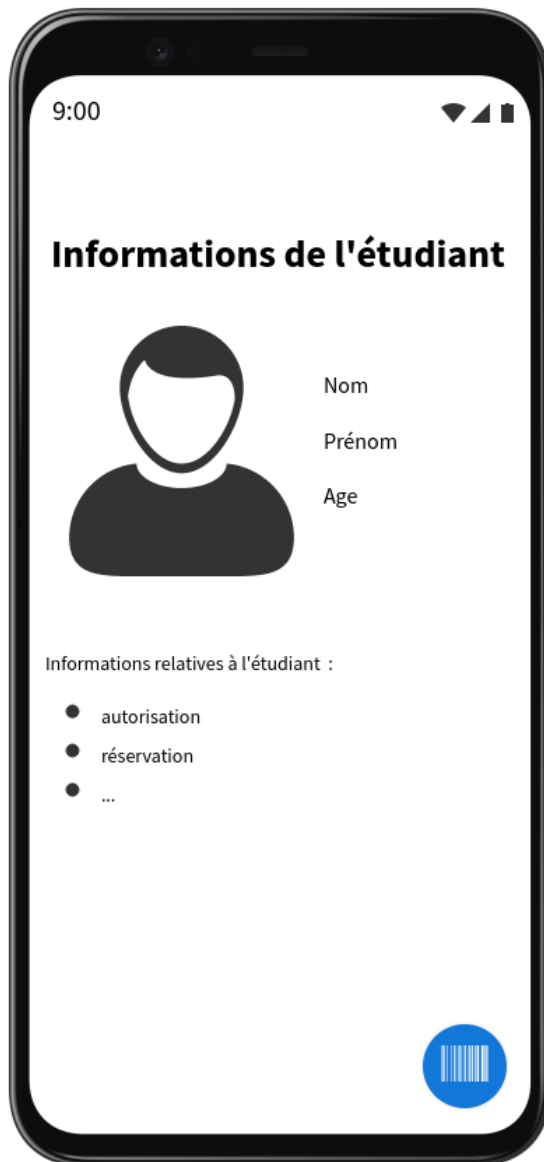 9:00
Informations de l'étudiant
Nom
Prénom
Age
Informations relatives à l'étudiant :
autorisation
réservation
...